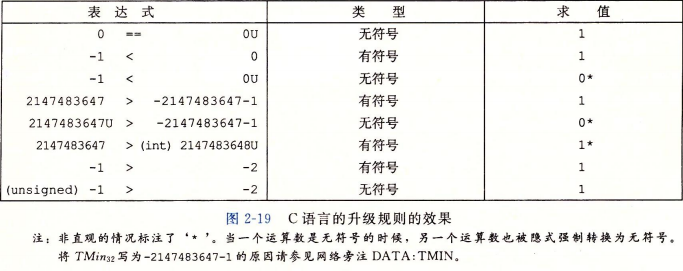 表 达 式 类 型 求 值
0 == 0U 无符号 1
-1 < 0 有符号 1
-1 < 0U 无符号 0*
2147483647 > -2147483647-1 有符号 1
2147483647U > -2147483647-1 无符号 0*
2147483647 > (int) 2147483648U 有符号 1*
-1 > -2 有符号 1
(unsigned) -1 > -2 无符号 1
图 2-19 C语言的升级规则的效果
注：非直观的情况标注了‘*’。当一个运算数是无符号的时候，另一个运算数也被隐式强制转换为无符号。
将 TMin32 写为-2147483647-1 的原因请参见网络旁注 DATA:TMIN。